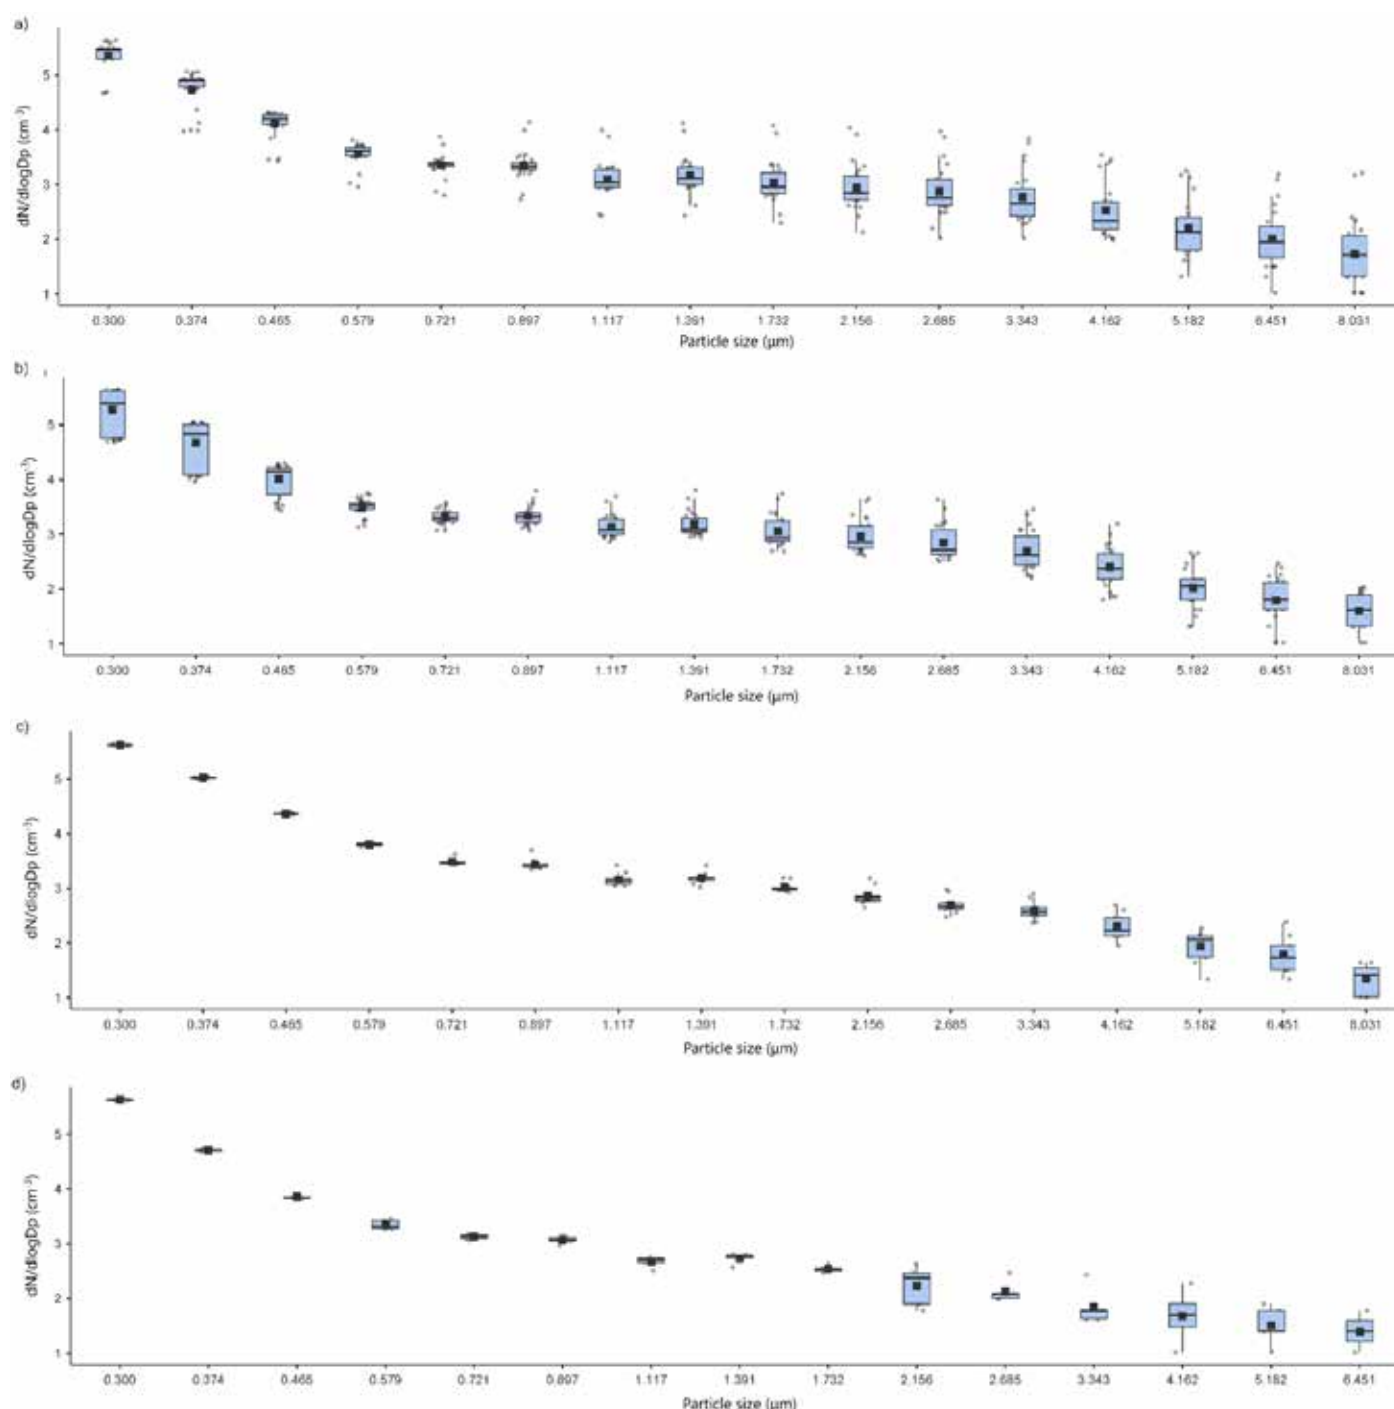 a)
dN/dlogDp (cm⁻³)
5
4
3
2
1
0.300 0.374 0.465 0.579 0.721 0.897 1.117 1.391 1.732 2.156 2.685 3.343 4.162 5.182 6.451 8.031
Particle size (µm)
b)
dN/dlogDp (cm⁻³)
5
4
3
2
1
0.300 0.374 0.465 0.579 0.721 0.897 1.117 1.391 1.732 2.156 2.685 3.343 4.162 5.182 6.451 8.031
Particle size (µm)
c)
dN/dlogDp (cm⁻³)
5
4
3
2
1
0.300 0.374 0.465 0.579 0.721 0.897 1.117 1.391 1.732 2.156 2.685 3.343 4.162 5.182 6.451 8.031
Particle size (µm)
d)
dN/dlogDp (cm⁻³)
5
4
3
2
1
0.300 0.374 0.465 0.579 0.721 0.897 1.117 1.391 1.732 2.156 2.685 3.343 4.162 5.182 6.451
Particle size (µm)